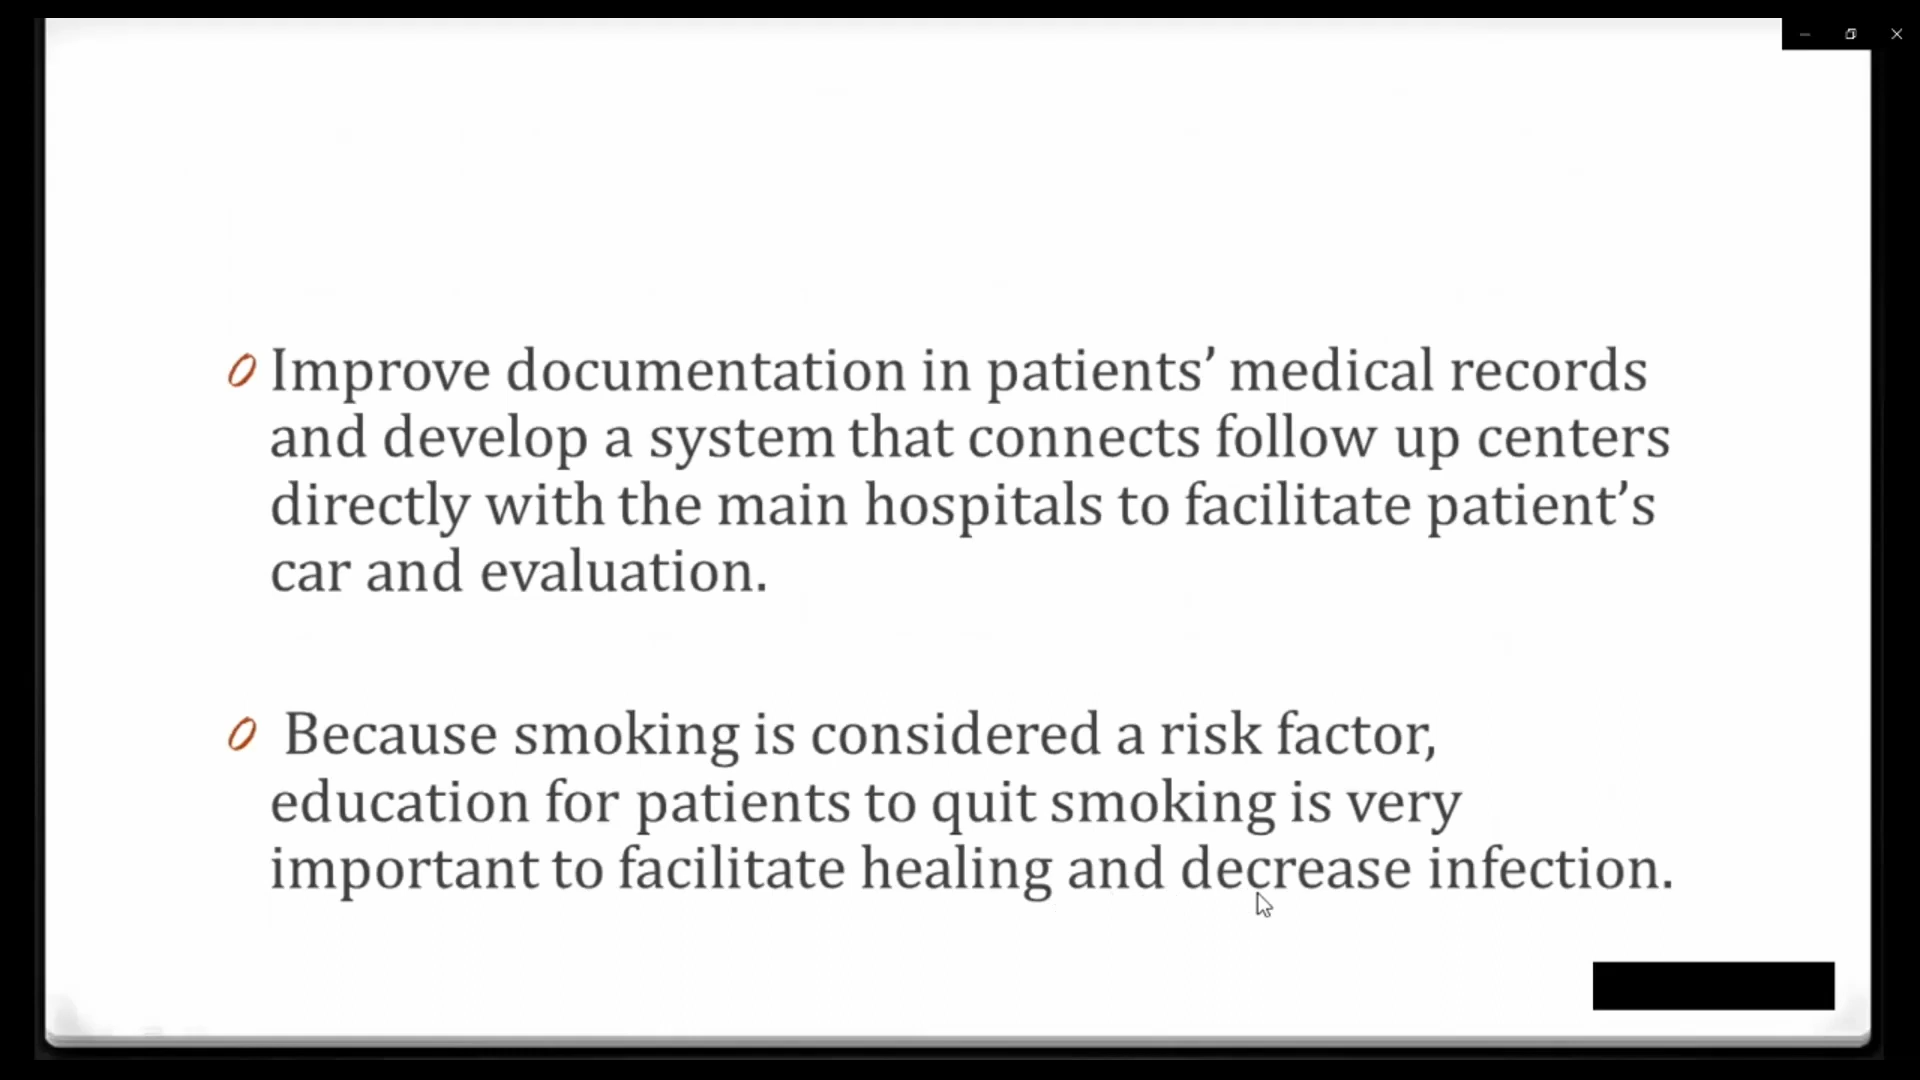 Improve documentation in patients’ medical records
and develop a system that connects follow up centers
directly with the main hospitals to facilitate patient’s
car and evaluation.
Because smoking is considered a risk factor,
education for patients to quit smoking is very
important to facilitate healing and decrease infection.